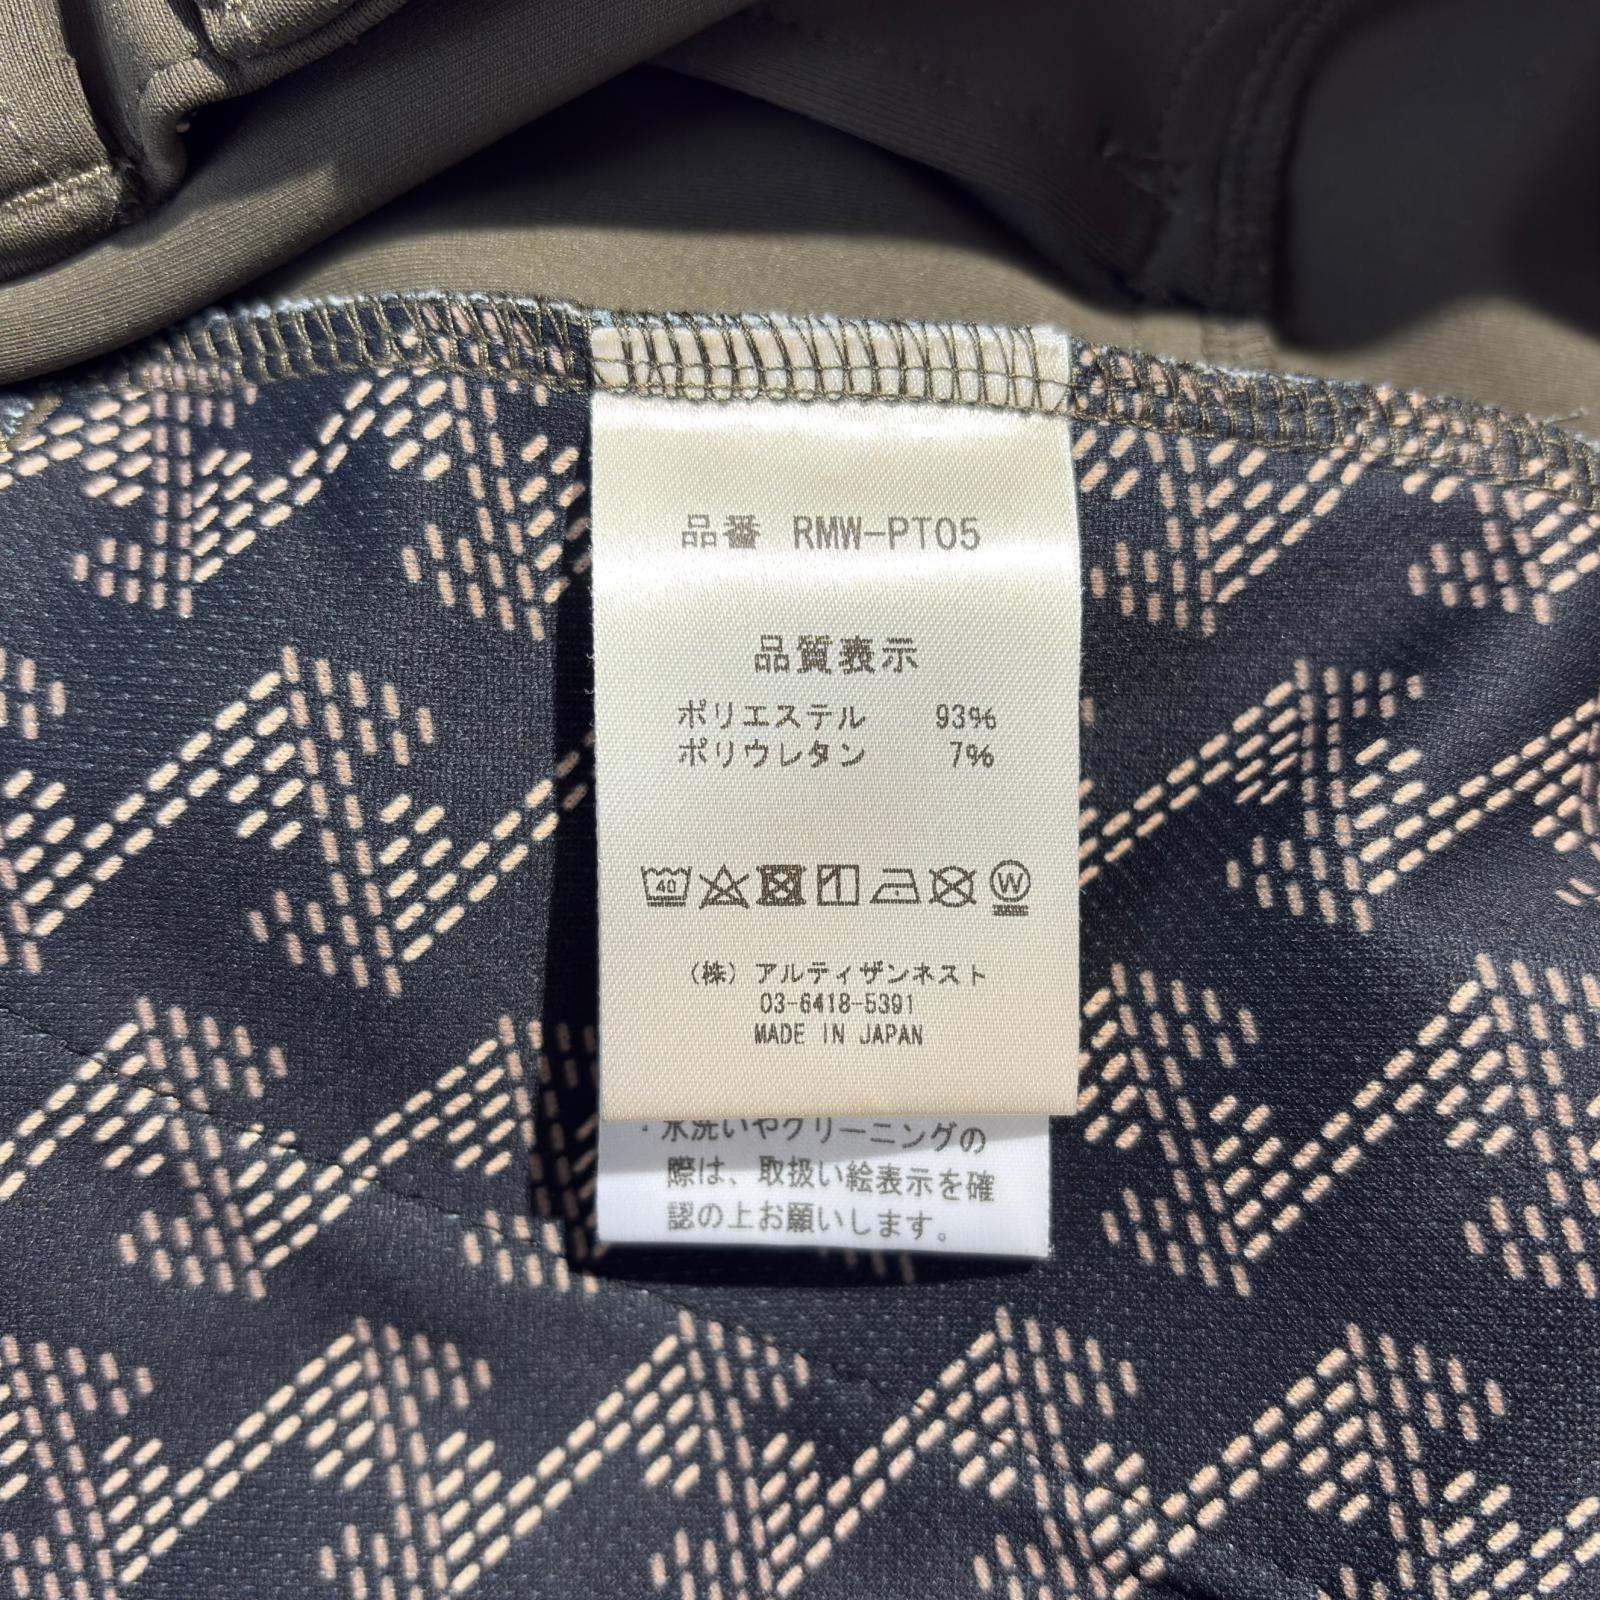 品番 RMW-PT05
品質表示
ポリエステル 93%
ポリウレタン 7%
40
W
(株)アルティザンネスト
03-6418-5391
MADE IN JAPAN
・水洗いやクリーニングの
際は、取扱い絵表示を確
認の上お願いします。